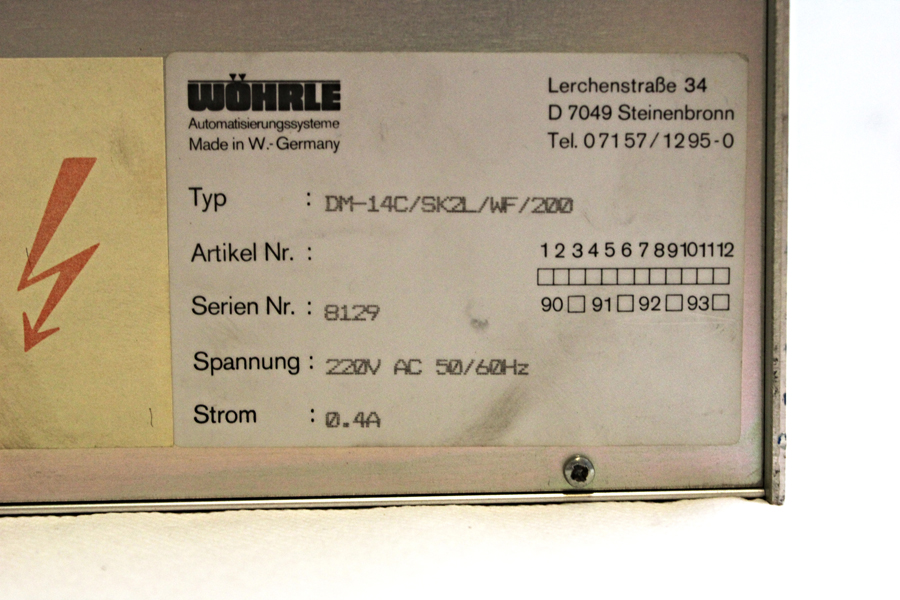 WÖHRLE
Automatisierungssysteme
Made in W.-Germany
Lerchenstraße 34
D 7049 Steinenbronn
Tel. 07157/1295-0
Typ : DM-14C/SK2L/WF/200
Artikel Nr. :
1 2 3 4 5 6 7 8 9 10 11 12
Serien Nr. : 8129
90 □ 91 □ 92 □ 93 □
Spannung : 220V AC 50/60Hz
Strom : 0.4A